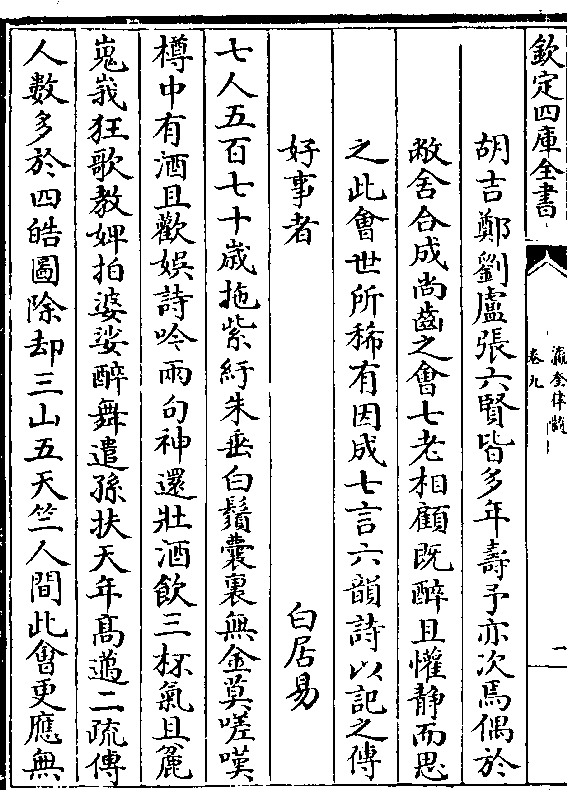 欽定四庫全書
瀛奎律髓
卷九
一
胡吉鄭劉盧張六賢皆多年壽予亦次焉偶於
敝舍合成尚齒之會七老相顧既醉且懽静而思
之此會世所稀有因成七言六韻詩以記之傳
好事者
白居易
七人五百七十歲拖紫紆朱垂白鬚囊裏無金莫嗟嘆
樽中有酒且歡娛詩吟兩句神還壯酒飲三杯氣且麄
嵬峩狂歌教婢拍婆娑醉舞遣孫扶天年髙邁二疏傳
人數多於四皓圖除却三山五天竺人間此會更應無